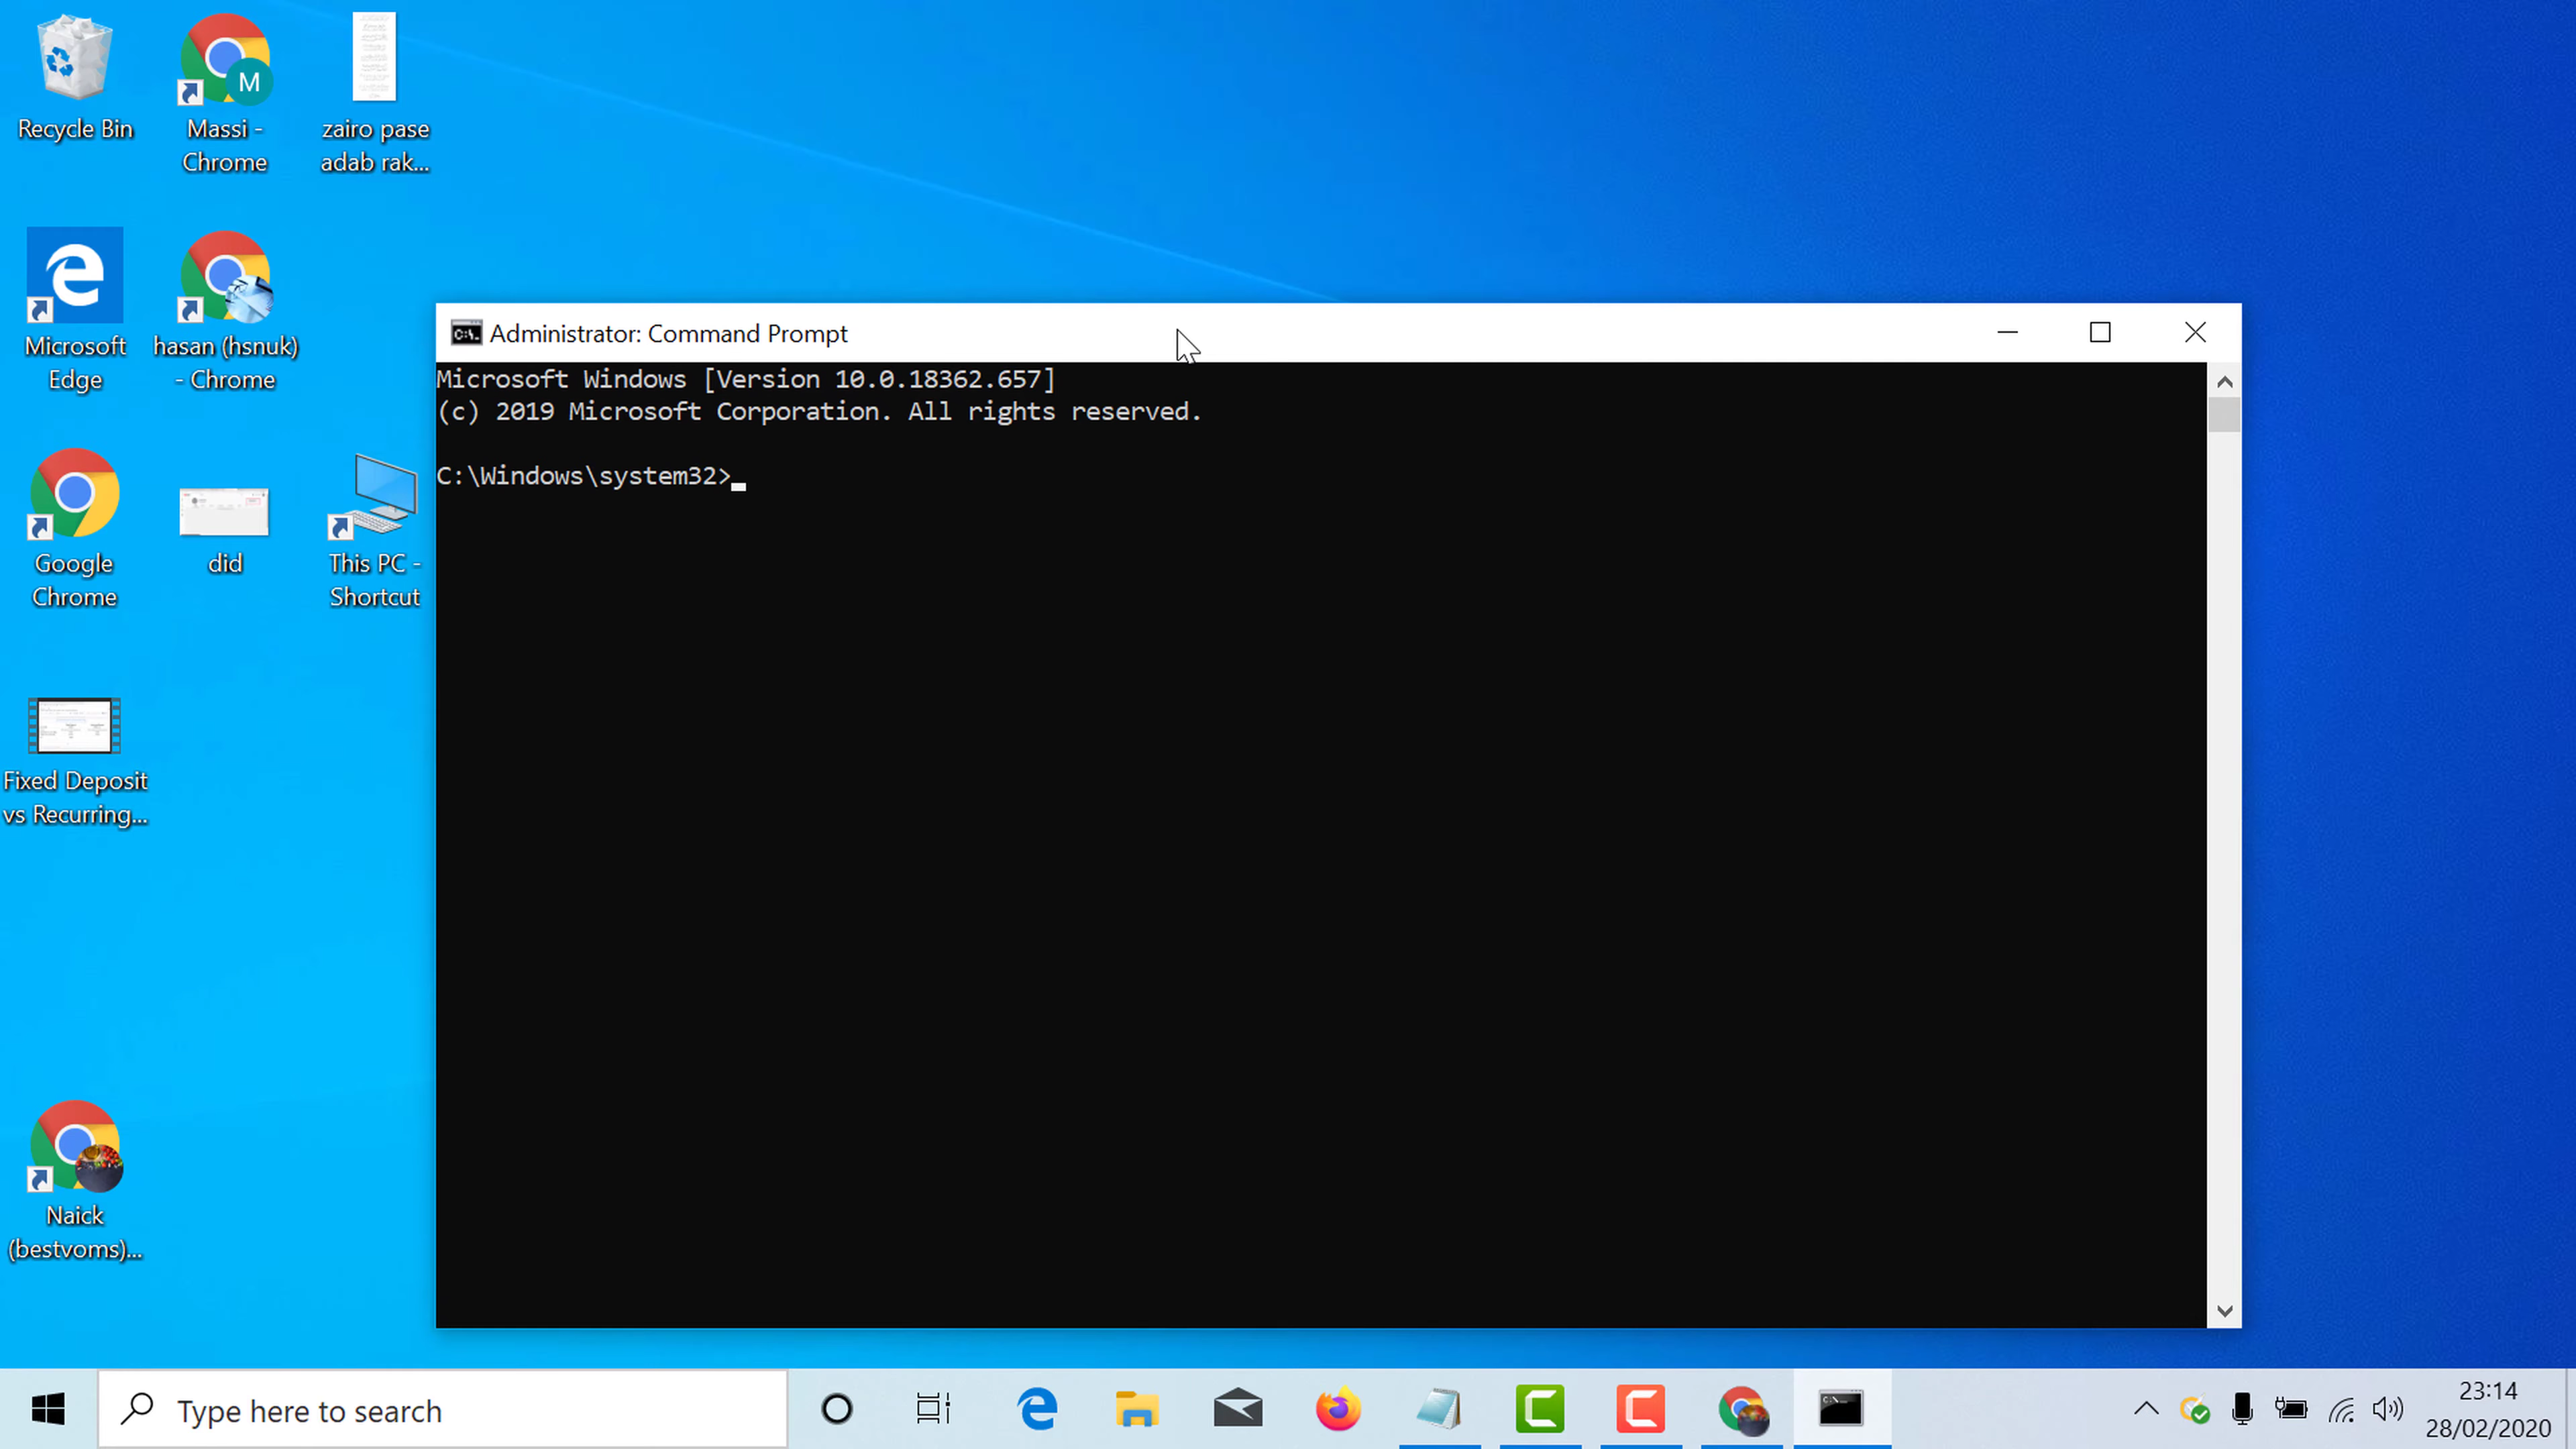 Recycle Bin
Massi -
Chrome
zairo pase
adab rak...
Microsoft
Edge
hasan (hsnuk)
- Chrome
Google
Chrome
did
This PC -
Shortcut
Fixed Deposit
vs Recurring...
Naick
(bestvoms)...
M
Administrator: Command Prompt
Microsoft Windows [Version 10.0.18362.657]
(c) 2019 Microsoft Corporation. All rights reserved.
C:\Windows\system32>
Type here to search
23:14
28/02/2020